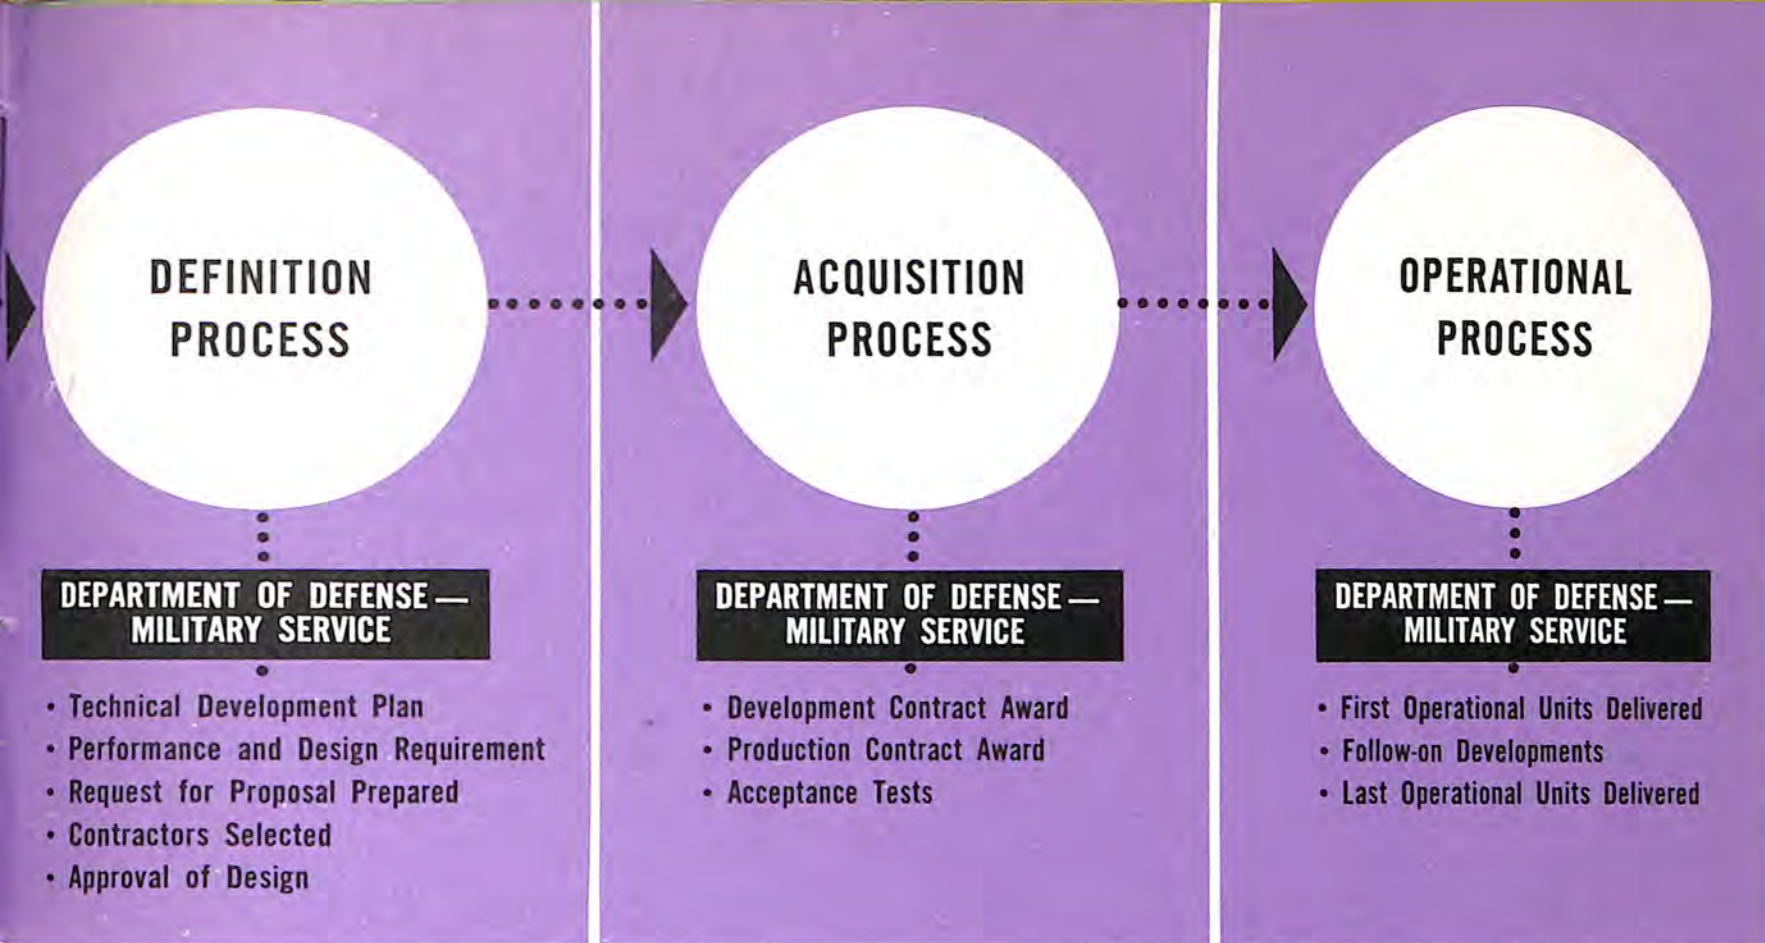 DEFINITION
PROCESS
DEPARTMENT OF DEFENSE—
MILITARY SERVICE
• Technical Development Plan
• Performance and Design Requirement
• Request for Proposal Prepared
• Contractors Selected
• Approval of Design
ACQUISITION
PROCESS
DEPARTMENT OF DEFENSE—
MILITARY SERVICE
• Development Contract Award
• Production Contract Award
• Acceptance Tests
OPERATIONAL
PROCESS
DEPARTMENT OF DEFENSE—
MILITARY SERVICE
• First Operational Units Delivered
• Follow-on Developments
• Last Operational Units Delivered